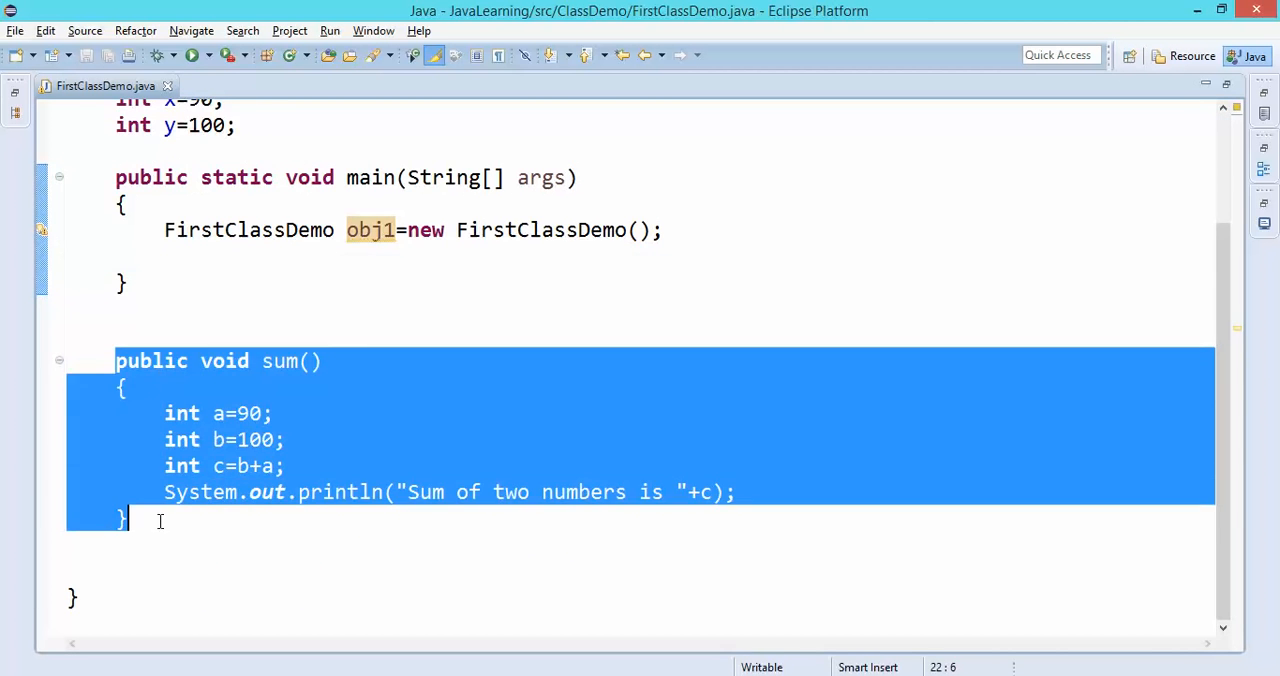 Java - JavaLearning/src/ClassDemo/FirstClassDemo.java - Eclipse Platform
File Edit Source Refactor Navigate Search Project Run Window Help
Quick Access Resource Java
FirstClassDemo.java
int x=90;
int y=100;
public static void main(String[] args)
{
FirstClassDemo obj1=new FirstClassDemo();
}
public void sum()
{
int a=90;
int b=100;
int c=b+a;
System.out.println("Sum of two numbers is "+c);
}
}
Writable Smart Insert 22 : 6